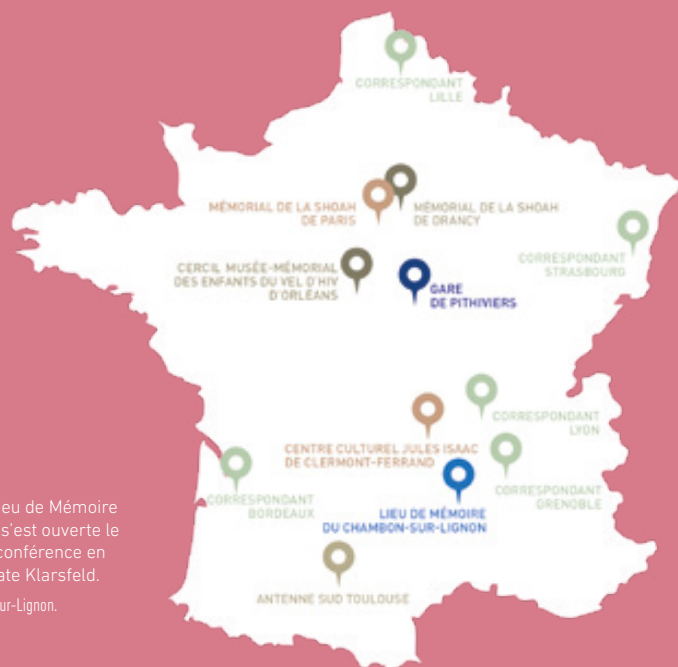 CORRESPONDANT
LILLE
MÉMORIAL DE LA SHOAH
DE PARIS
MÉMORIAL DE LA SHOAH
DE DRANCY
CORRESPONDANT
STRASBOURG
CERCIL MUSÉE-MÉMORIAL
DES ENFANTS DU VEL D'HIV
D'ORLÉANS
GARE
DE PITHIVIERS
CORRESPONDANT
LYON
CENTRE CULTUREL JULES ISAAC
DE CLERMONT-FERRAND
CORRESPONDANT
GRENOBLE
CORRESPONDANT
BORDEAUX
LIEU DE MÉMOIRE
DU CHAMBON-SUR-LIGNON
ANTENNE SUD TOULOUSE
eu de Mémoire
s'est ouverte le
conférence en
ate Klarsfeld.
ur-Lignon.